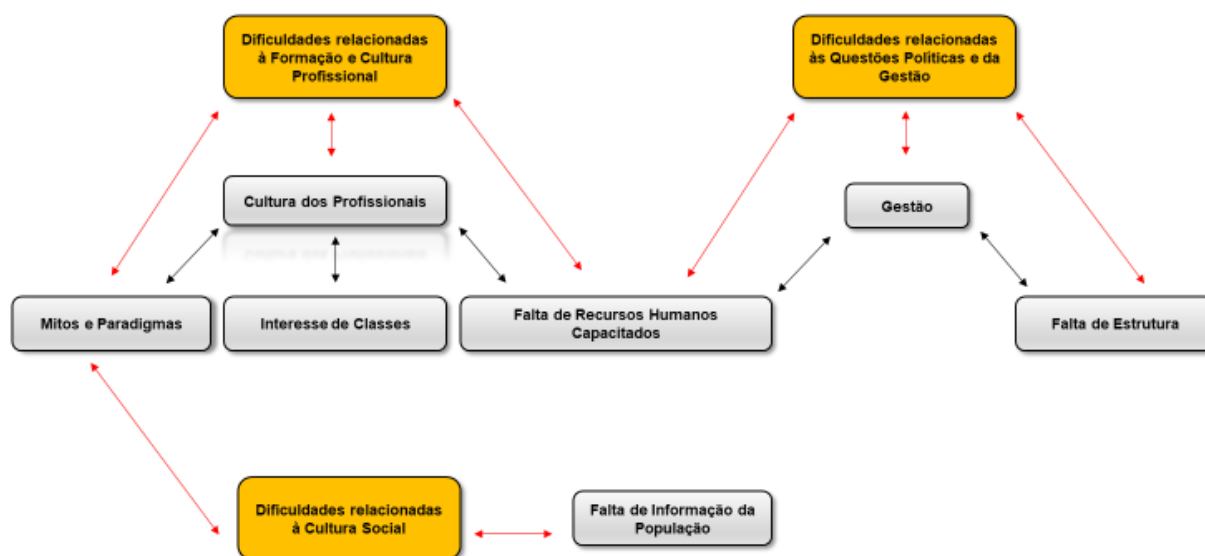 Dificuldades relacionadas
à Formação e Cultura
Profissional
Dificuldades relacionadas
às Questões Políticas e da
Gestão
Cultura dos Profissionais
Gestão
Mitos e Paradigmas
Interesse de Classes
Falta de Recursos Humanos
Capacitados
Falta de Estrutura
Dificuldades relacionadas
à Cultura Social
Falta de Informação da
População